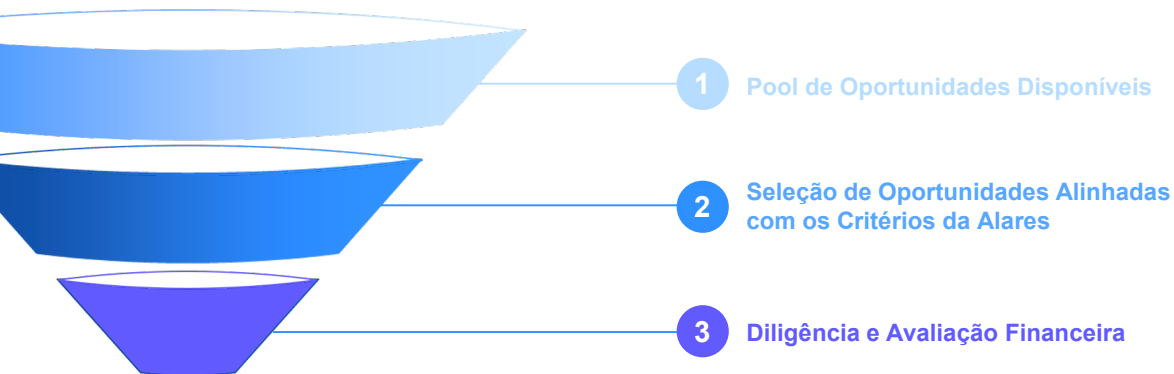 1 Pool de Oportunidades Disponíveis
2 Seleção de Oportunidades Alinhadas
com os Critérios da Alares
3 Diligência e Avaliação Financeira